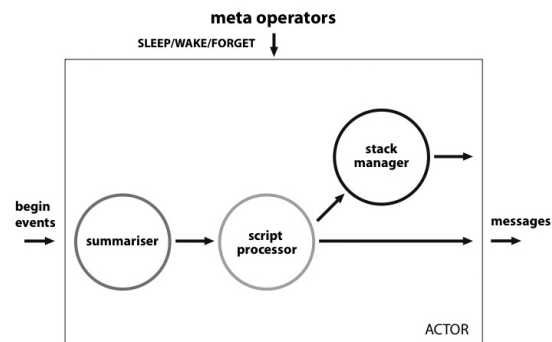 meta operators
SLEEP/WAKE/FORGET
stack
manager
begin
events
summariser
script
processor
messages
ACTOR